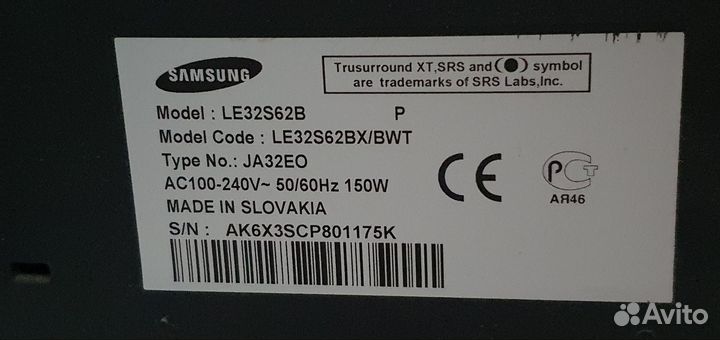 SAMSUNG
Trusurround XT,SRS and (●) symbol
are trademarks of SRS Labs,Inc.
Model : LE32S62B P
Model Code : LE32S62BX/BWT
Type No.: JA32EO
AC100-240V~ 50/60Hz 150W
MADE IN SLOVAKIA
S/N : AK6X3SCP801175K
CE
PCT
АЯ46
Avito